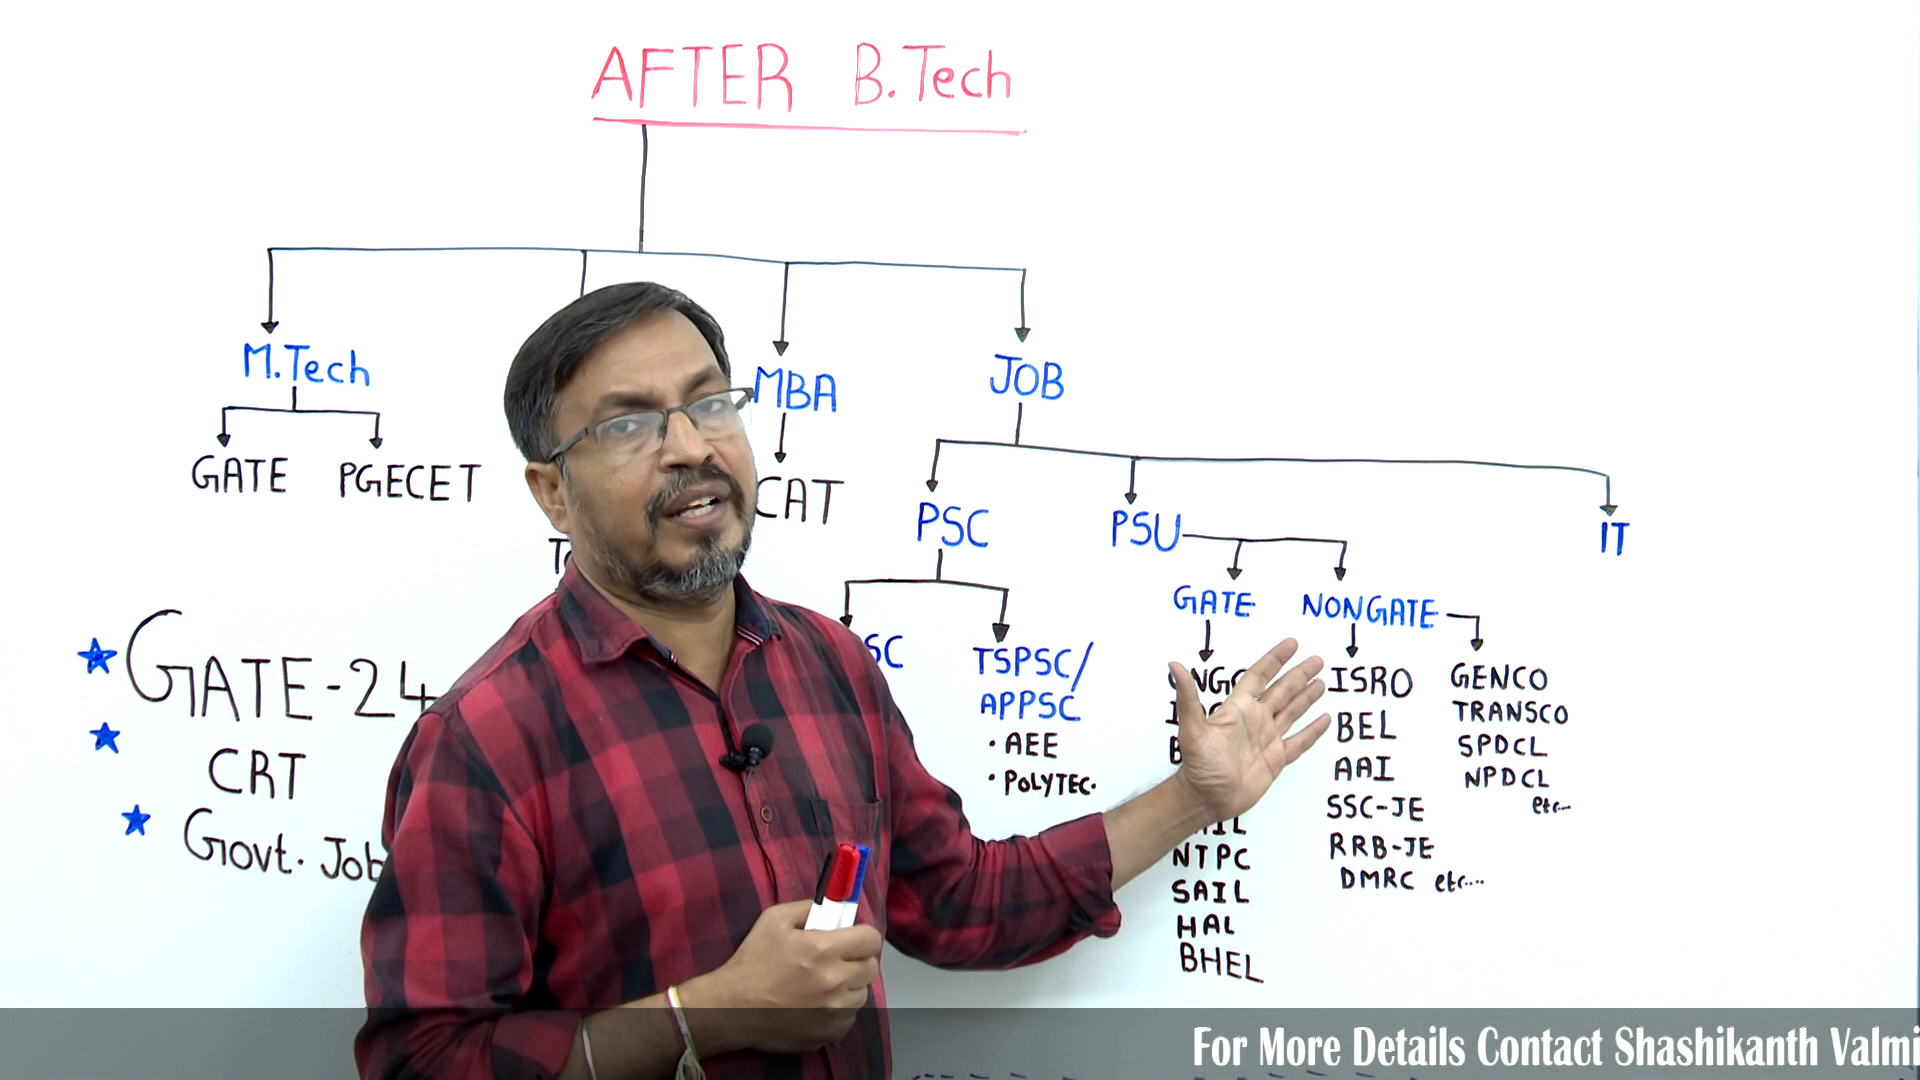 AFTER B.Tech
M.Tech
MBA
JOB
GATE PGECET
CAT
PSC
PSU
IT
GATE
NONGATE
TSPSC/
APPSC
• AEE
• POLYTEC.
NTPC
SAIL
HAL
BHEL
ISRO
BEL
AAI
SSC-JE
RRB-JE
DMRC etc....
GENCO
TRANSCO
SPDCL
NPDCL
etc...
GATE-24
CRT
Govt. Job
For More Details Contact Shashikanth Valmi